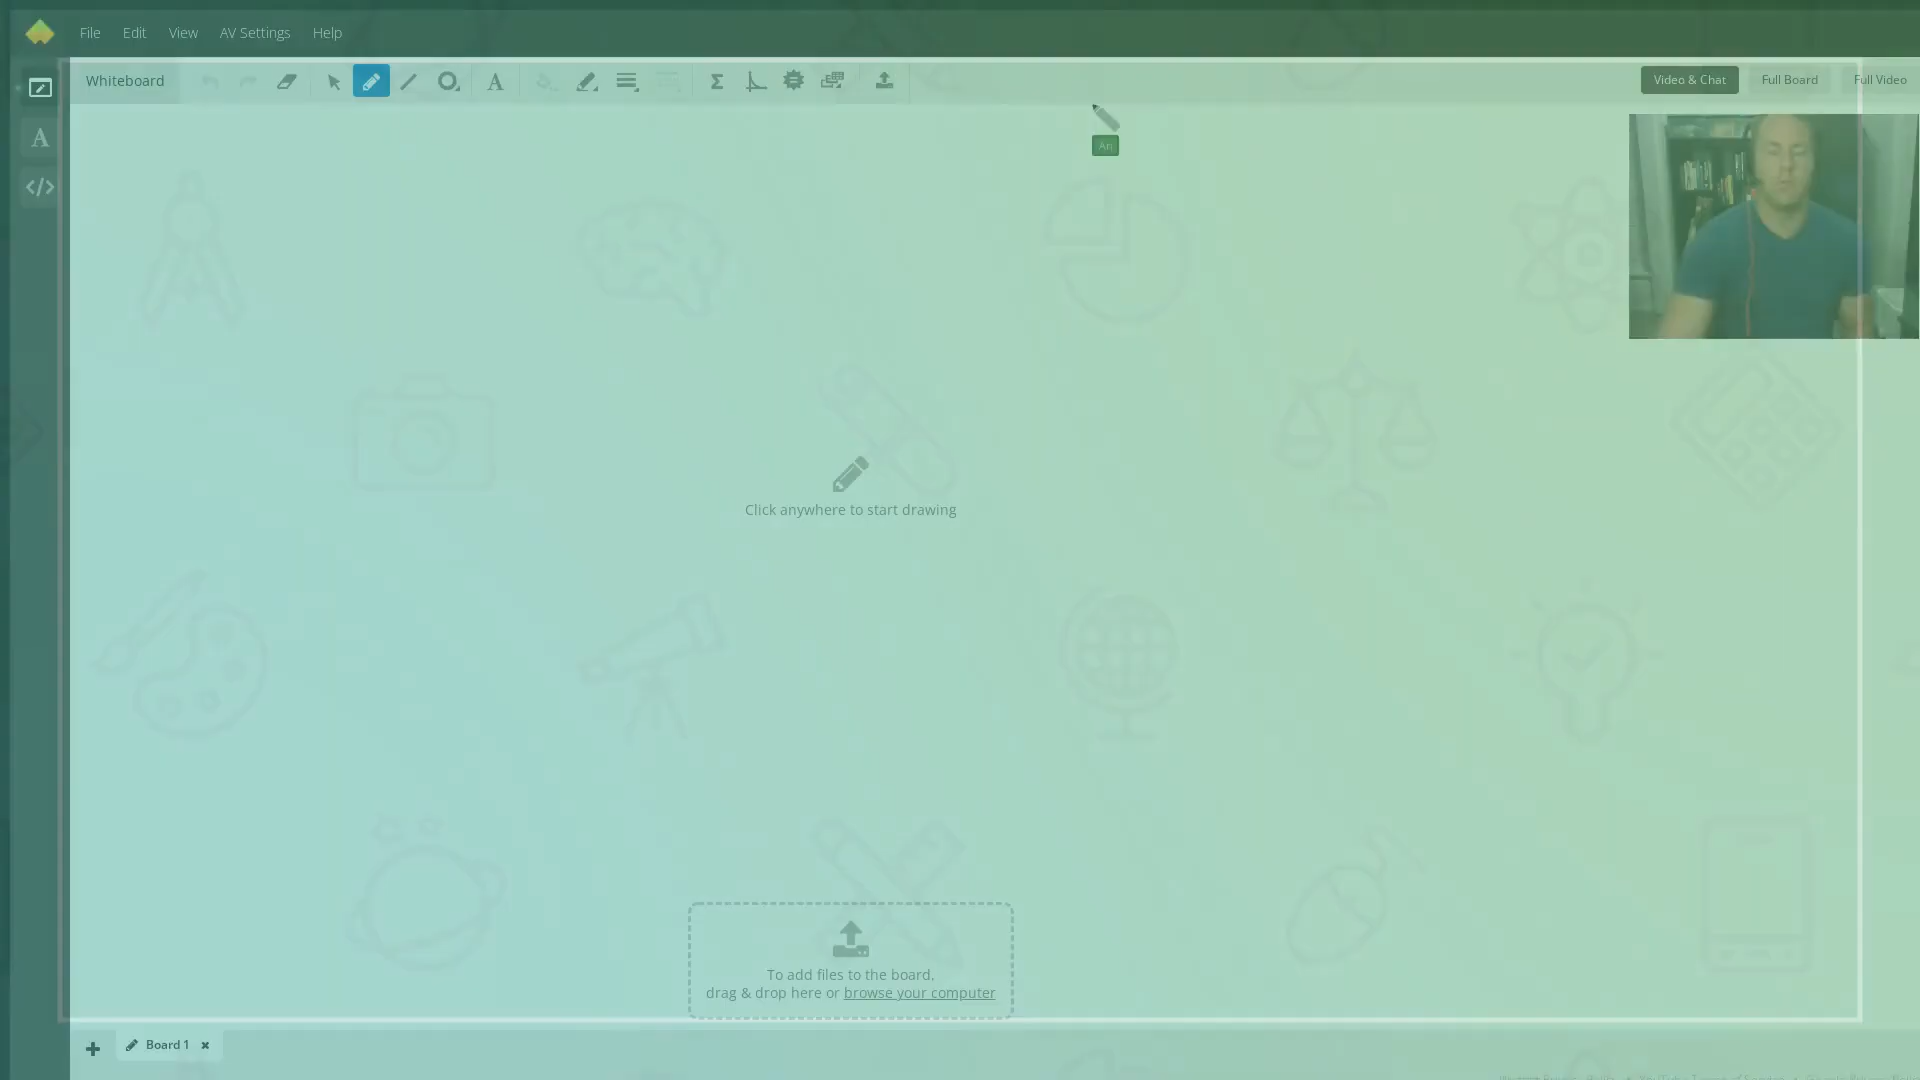 File Edit View AV Settings Help
Whiteboard
Video & Chat Full Board Full Video
An
Click anywhere to start drawing
To add files to the board,
drag & drop here or browse your computer
Board 1